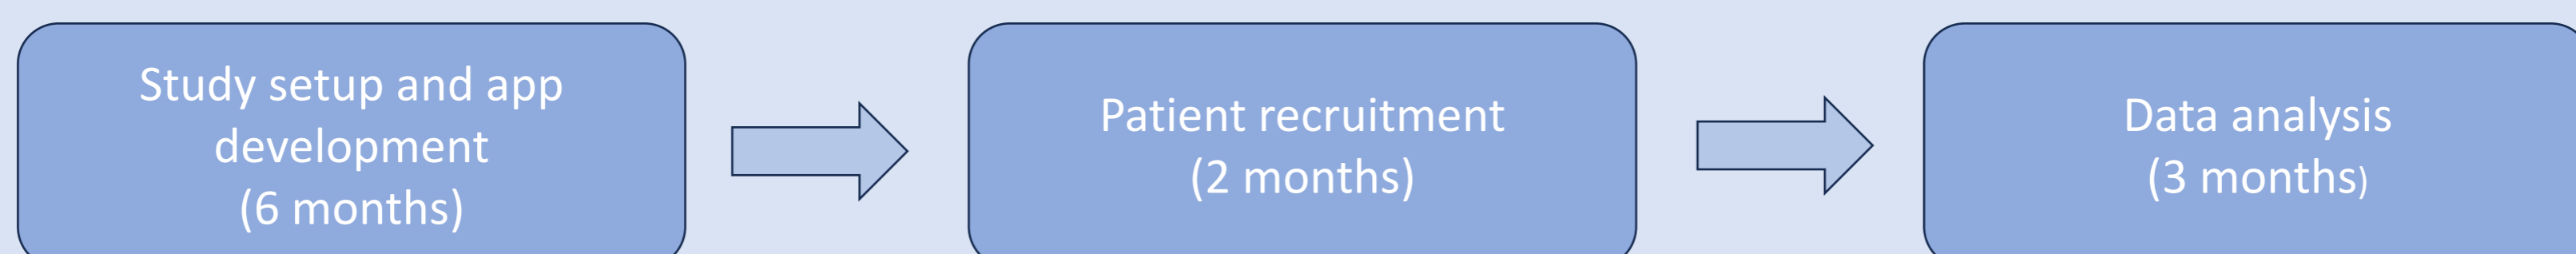 Study setup and app
development
(6 months)
Patient recruitment
(2 months)
Data analysis
(3 months)